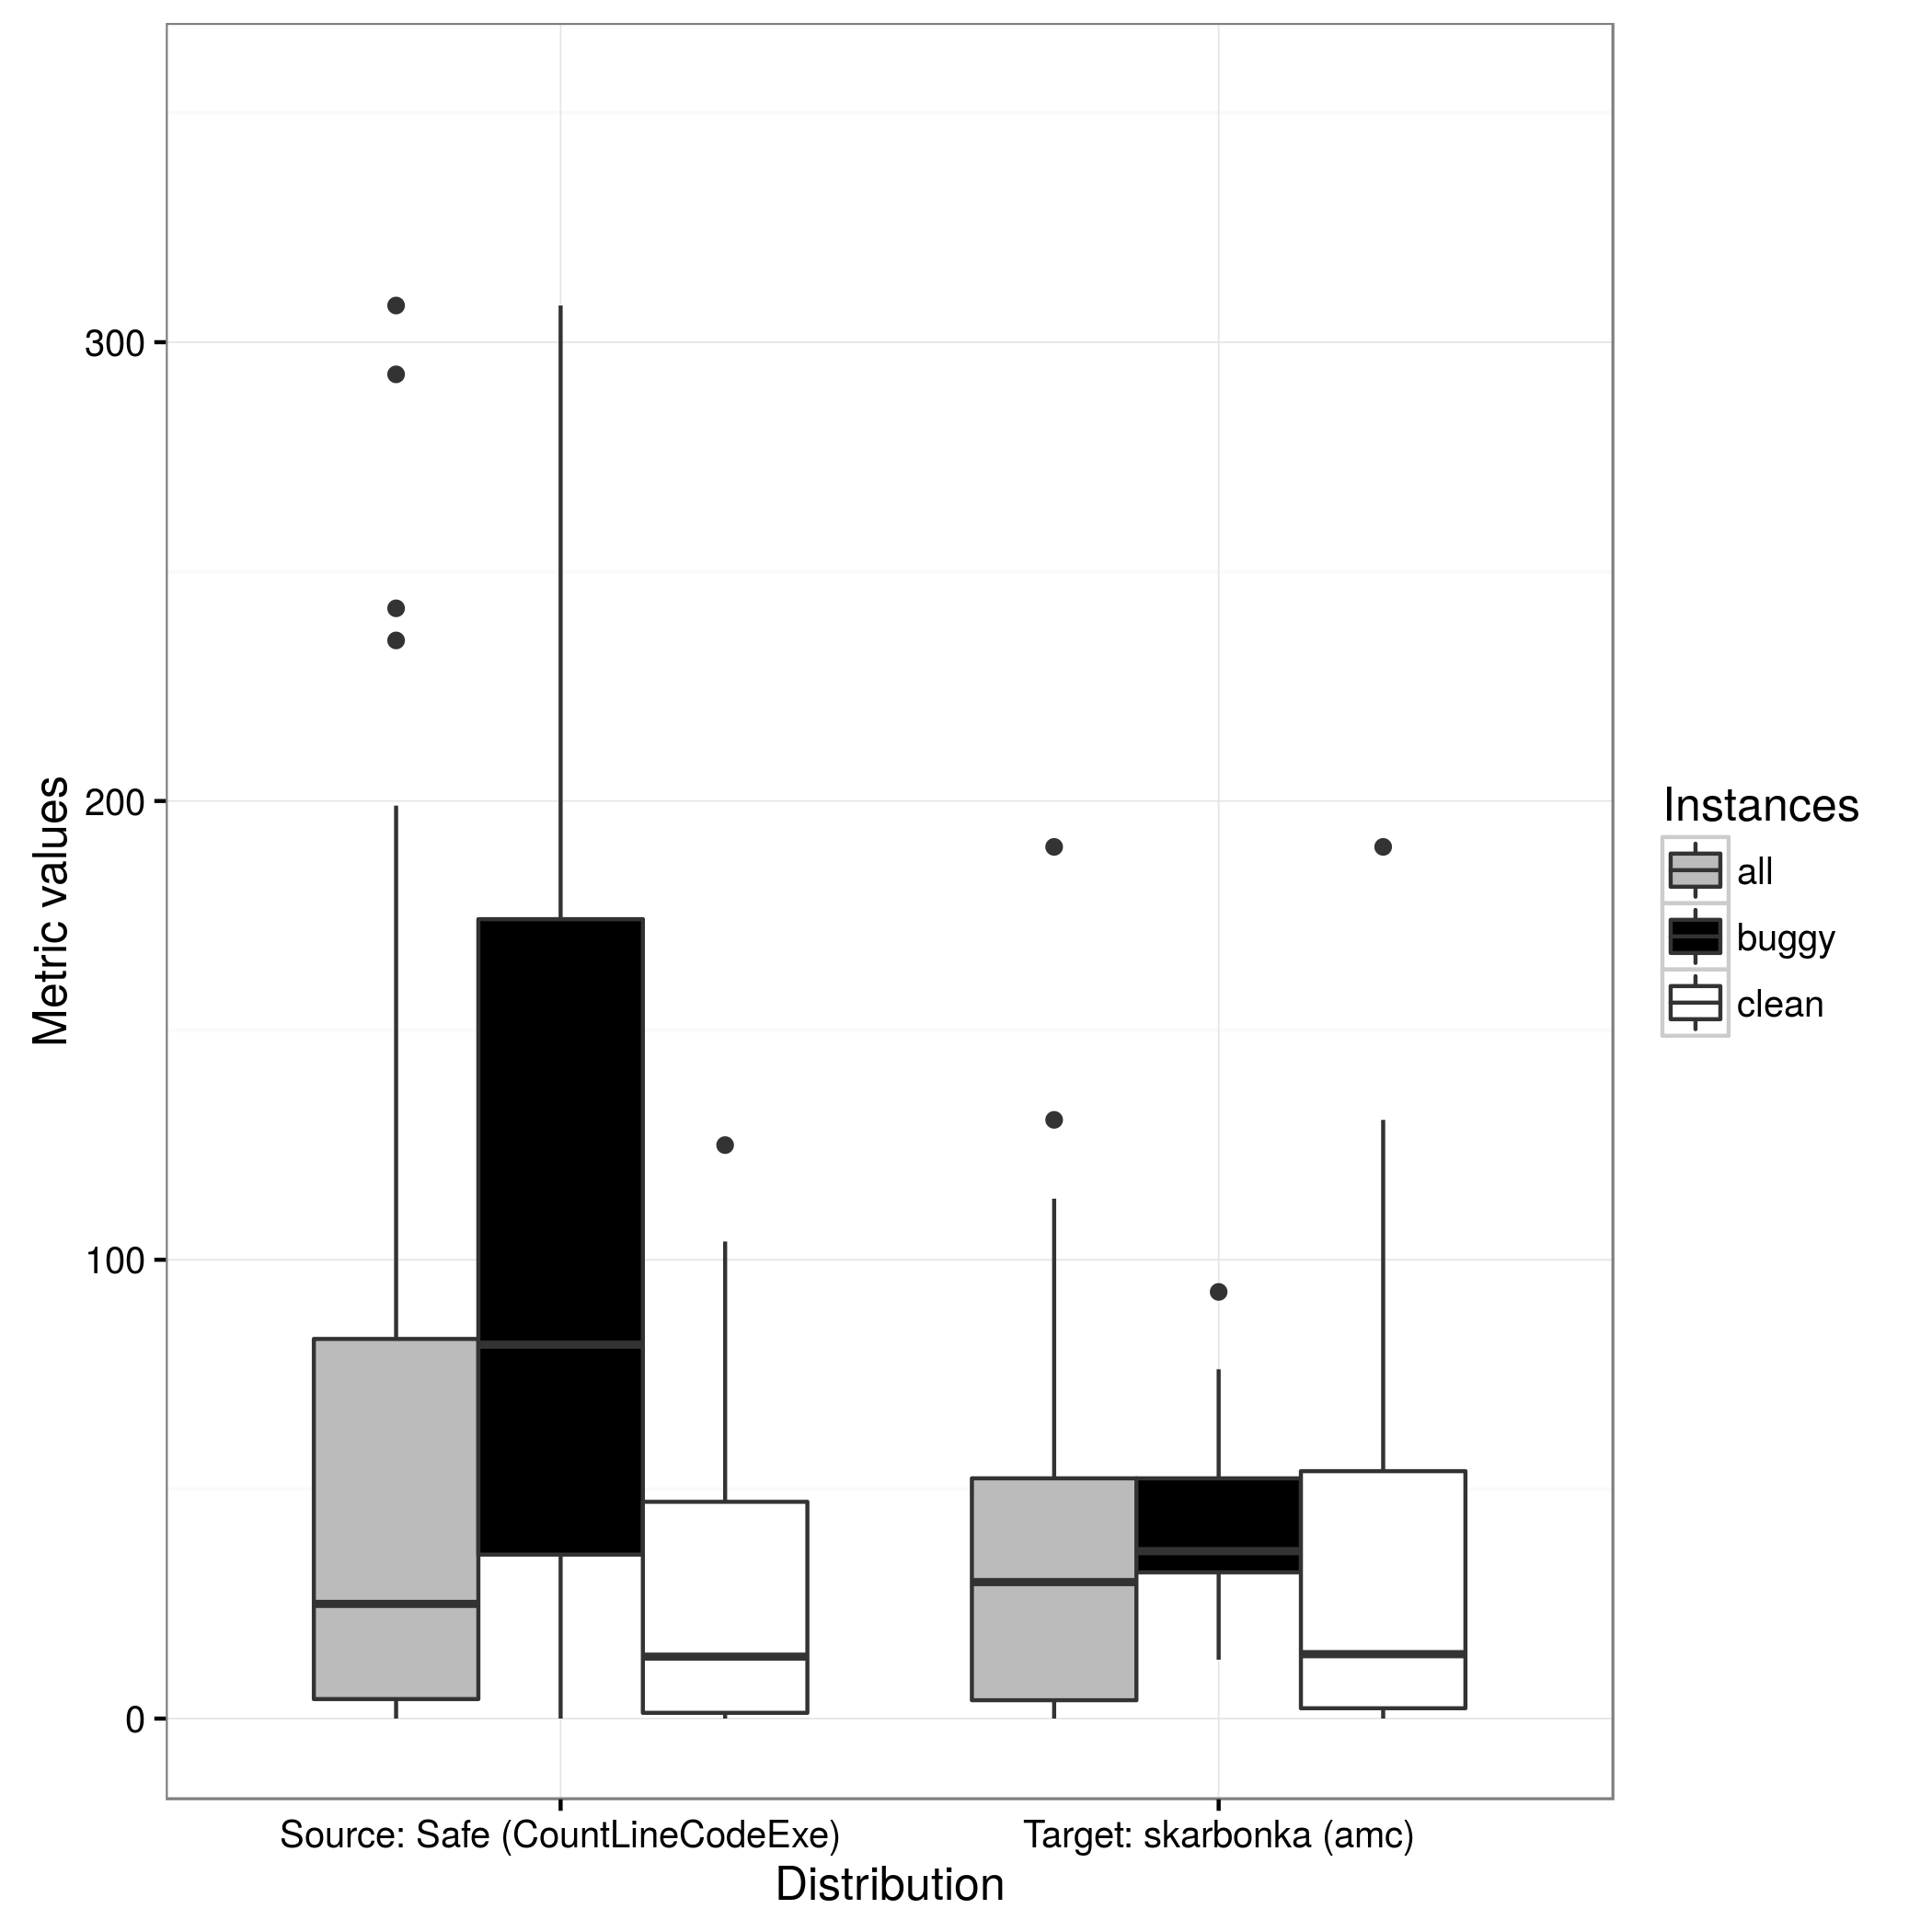 300
200
100
0
Metric values
Source: Safe (CountLineCodeExe)
Target: skarbonka (amc)
Distribution
Instances
all
buggy
clean